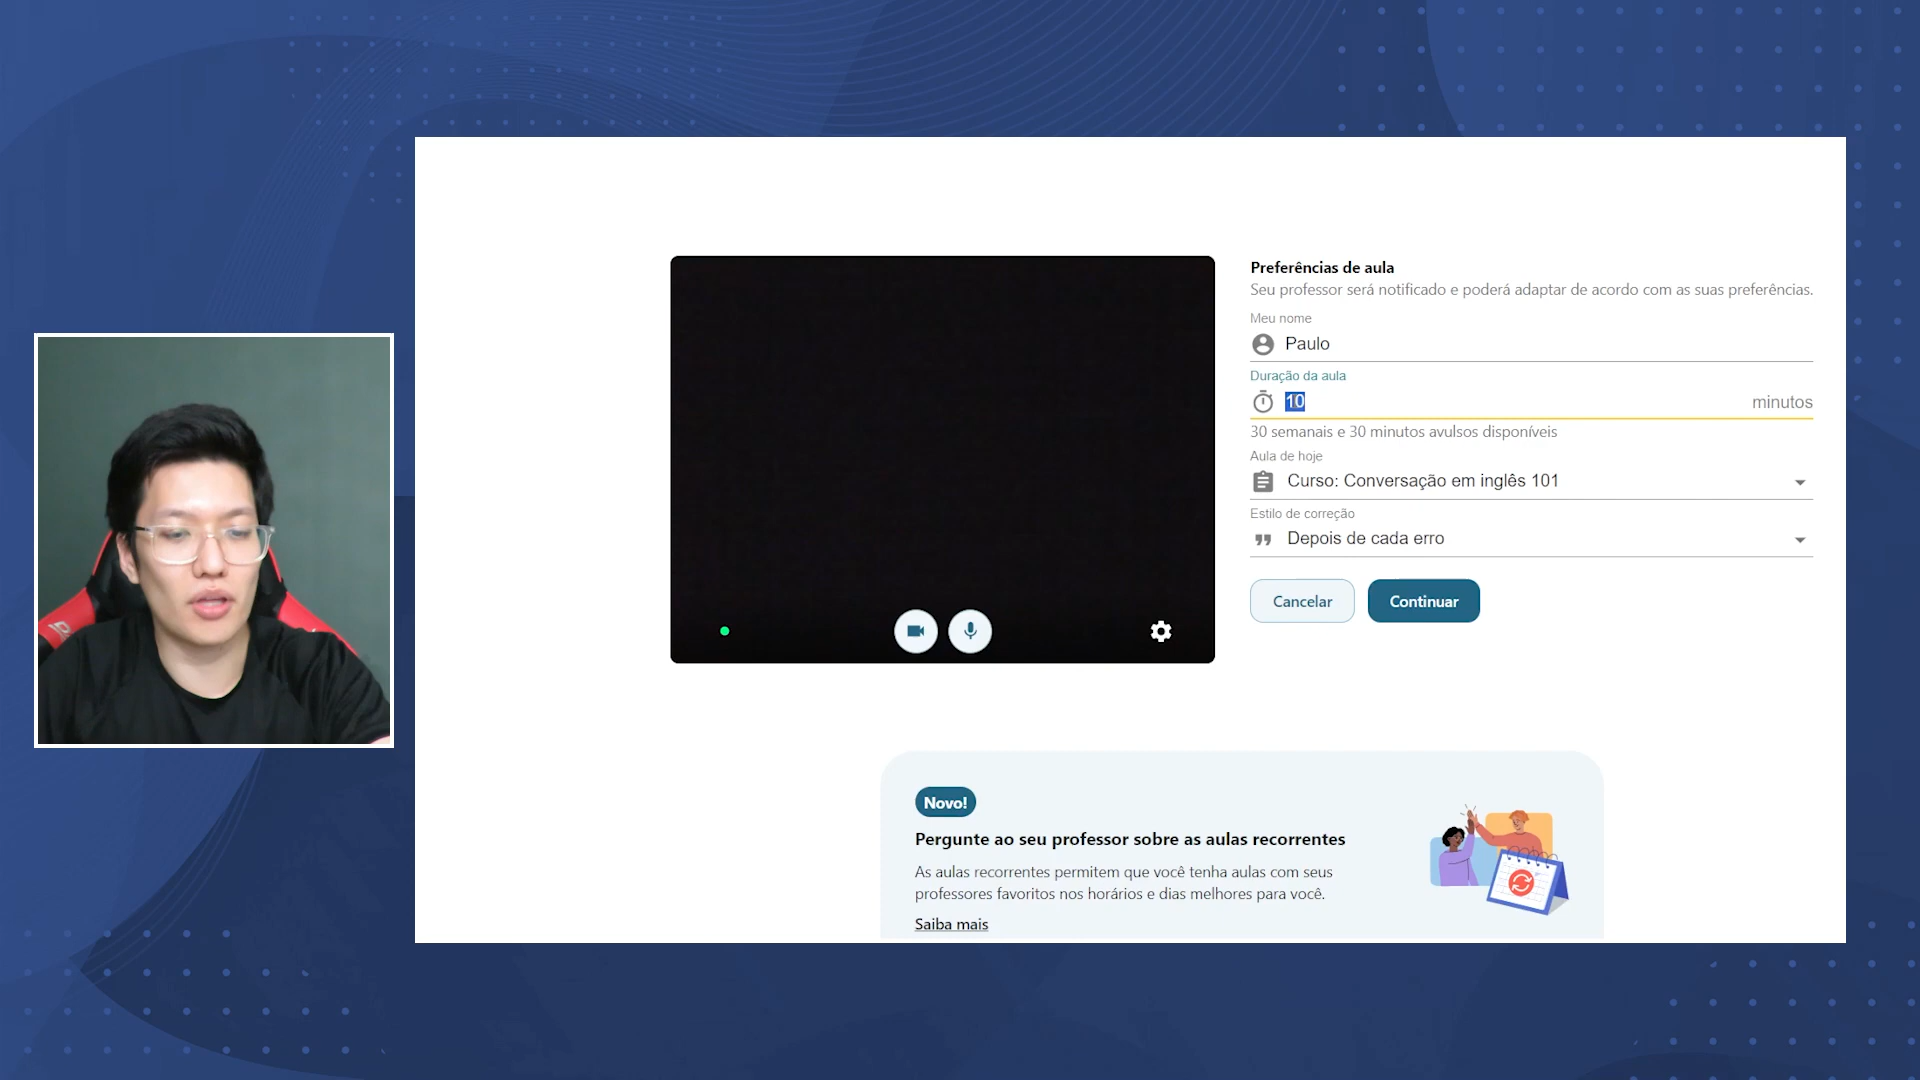 Preferências de aula
Seu professor será notificado e poderá adaptar de acordo com as suas preferências.
Meu nome
Paulo
Duração da aula
10 minutos
30 semanais e 30 minutos avulsos disponíveis
Aula de hoje
Curso: Conversação em inglês 101
Estilo de correção
Depois de cada erro
Cancelar Continuar
Novo!
Pergunte ao seu professor sobre as aulas recorrentes
As aulas recorrentes permitem que você tenha aulas com seus
professores favoritos nos horários e dias melhores para você.
Saiba mais